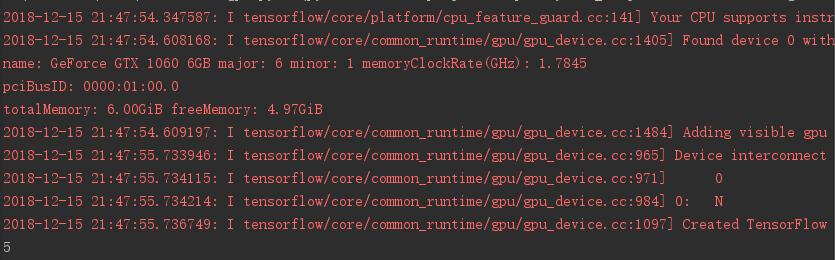 2018-12-15 21:47:54.347587: I tensorflow/core/platform/cpu_feature_guard.cc:141] Your CPU supports instr
2018-12-15 21:47:54.608168: I tensorflow/core/common_runtime/gpu/gpu_device.cc:1405] Found device 0 with
name: GeForce GTX 1060 6GB major: 6 minor: 1 memoryClockRate(GHz): 1.7845
pciBusID: 0000:01:00.0
totalMemory: 6.00GiB freeMemory: 4.97GiB
2018-12-15 21:47:54.609197: I tensorflow/core/common_runtime/gpu/gpu_device.cc:1484] Adding visible gpu
2018-12-15 21:47:55.733946: I tensorflow/core/common_runtime/gpu/gpu_device.cc:965] Device interconnect
2018-12-15 21:47:55.734115: I tensorflow/core/common_runtime/gpu/gpu_device.cc:971]      0
2018-12-15 21:47:55.734214: I tensorflow/core/common_runtime/gpu/gpu_device.cc:984] 0:   N
2018-12-15 21:47:55.736749: I tensorflow/core/common_runtime/gpu/gpu_device.cc:1097] Created TensorFlow
5